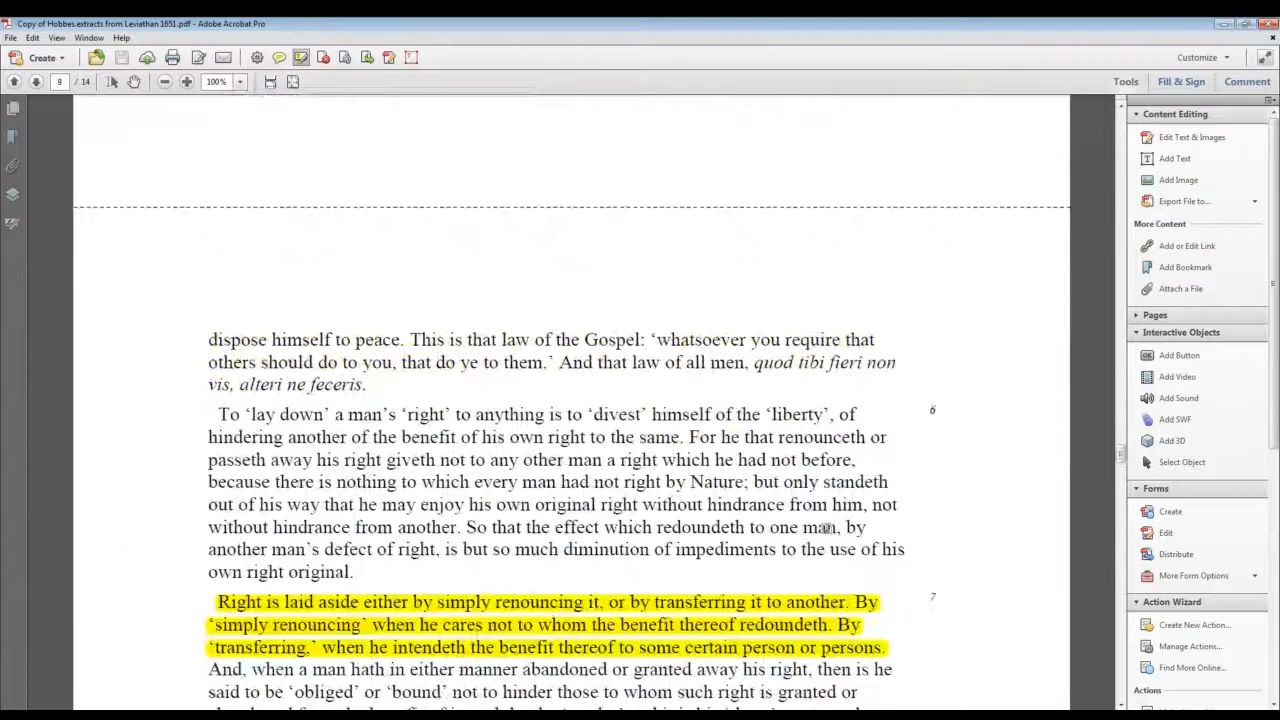 Copy of Hobbes.extracts from Leviathan 1651.pdf - Adobe Acrobat Pro
File Edit View Window Help
Create Customize
9 / 14 100% Tools Fill & Sign Comment
Content Editing
Edit Text & Images
Add Text
Add Image
Export File to...
More Content
Add or Edit Link
Add Bookmark
Attach a File
Pages
Interactive Objects
Add Button
Add Video
Add Sound
Add SWF
Add 3D
Select Object
Forms
Create
Edit
Distribute
More Form Options
Action Wizard
Create New Action...
Manage Actions...
Find More Online...
Actions
dispose himself to peace. This is that law of the Gospel: ‘whatsoever you require that
others should do to you, that do ye to them.’ And that law of all men, quod tibi fieri non
vis, alteri ne feceris.
To ‘lay down’ a man’s ‘right’ to anything is to ‘divest’ himself of the ‘liberty’, of 6
hindering another of the benefit of his own right to the same. For he that renounceth or
passeth away his right giveth not to any other man a right which he had not before,
because there is nothing to which every man had not right by Nature; but only standeth
out of his way that he may enjoy his own original right without hindrance from him, not
without hindrance from another. So that the effect which redoundeth to one man, by
another man’s defect of right, is but so much diminution of impediments to the use of his
own right original.
Right is laid aside either by simply renouncing it, or by transferring it to another. By 7
‘simply renouncing’ when he cares not to whom the benefit thereof redoundeth. By
‘transferring,’ when he intendeth the benefit thereof to some certain person or persons.
And, when a man hath in either manner abandoned or granted away his right, then is he
said to be ‘obliged’ or ‘bound’ not to hinder those to whom such right is granted or